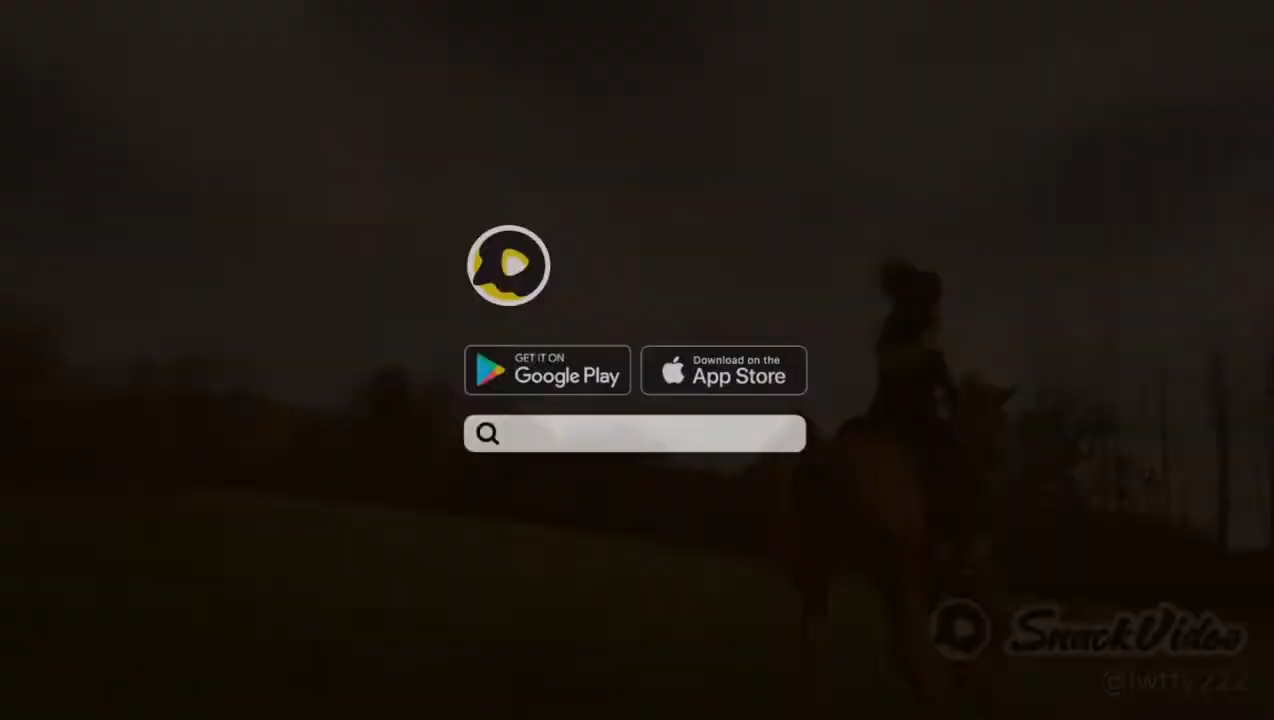 GET IT ON
Google Play
Download on the
App Store
SnackVideo